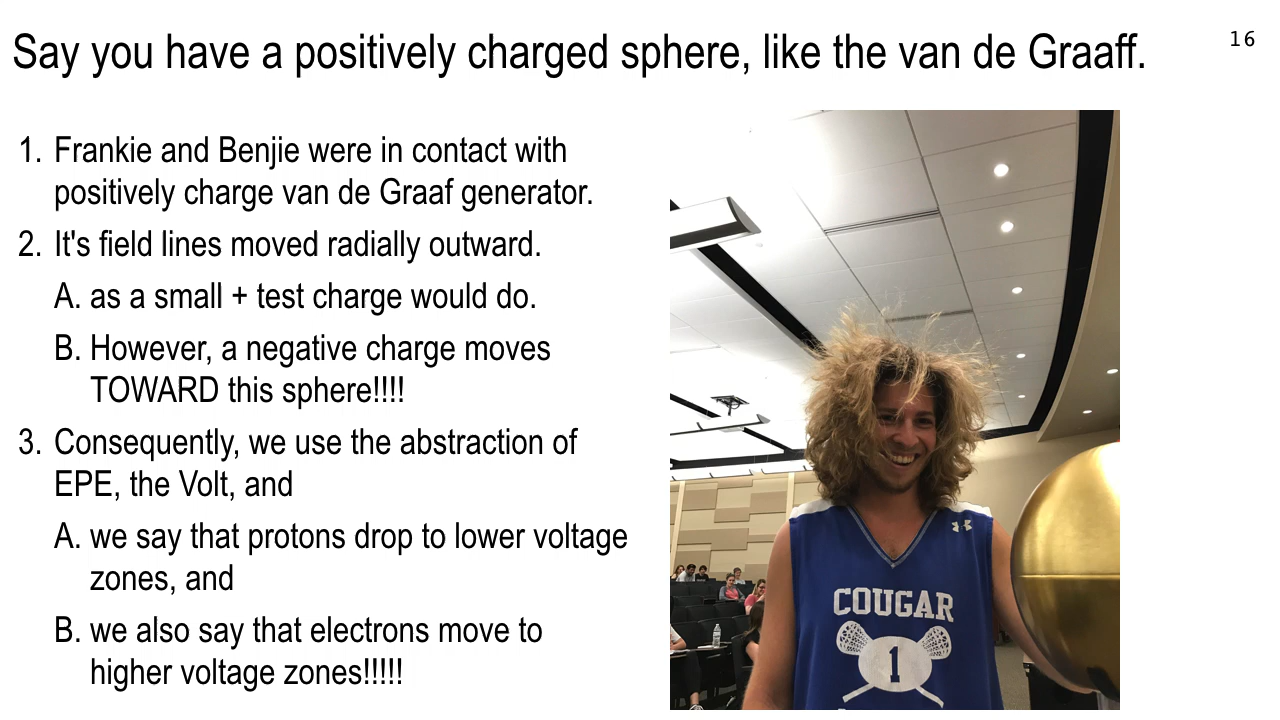 Say you have a positively charged sphere, like the van de Graaff.
16
1. Frankie and Benjie were in contact with
positively charge van de Graaf generator.
2. It's field lines moved radially outward.
A. as a small + test charge would do.
B. However, a negative charge moves
TOWARD this sphere!!!!
3. Consequently, we use the abstraction of
EPE, the Volt, and
A. we say that protons drop to lower voltage
zones, and
B. we also say that electrons move to
higher voltage zones!!!!!
COUGAR
1